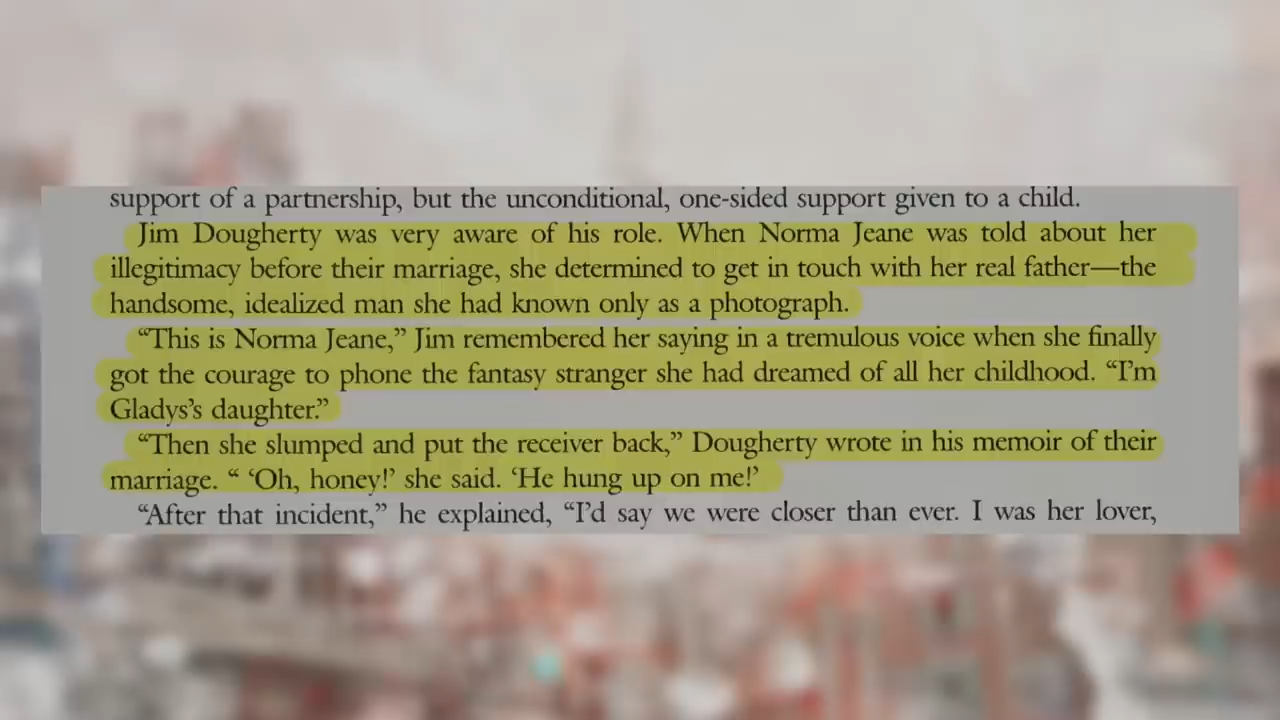 support of a partnership, but the unconditional, one-sided support given to a child.
Jim Dougherty was very aware of his role. When Norma Jeane was told about her
illegitimacy before their marriage, she determined to get in touch with her real father—the
handsome, idealized man she had known only as a photograph.
“This is Norma Jeane,” Jim remembered her saying in a tremulous voice when she finally
got the courage to phone the fantasy stranger she had dreamed of all her childhood. “I’m
Gladys’s daughter.”
“Then she slumped and put the receiver back,” Dougherty wrote in his memoir of their
marriage. “ ‘Oh, honey!’ she said. ‘He hung up on me!’
“After that incident,” he explained, “I’d say we were closer than ever. I was her lover,